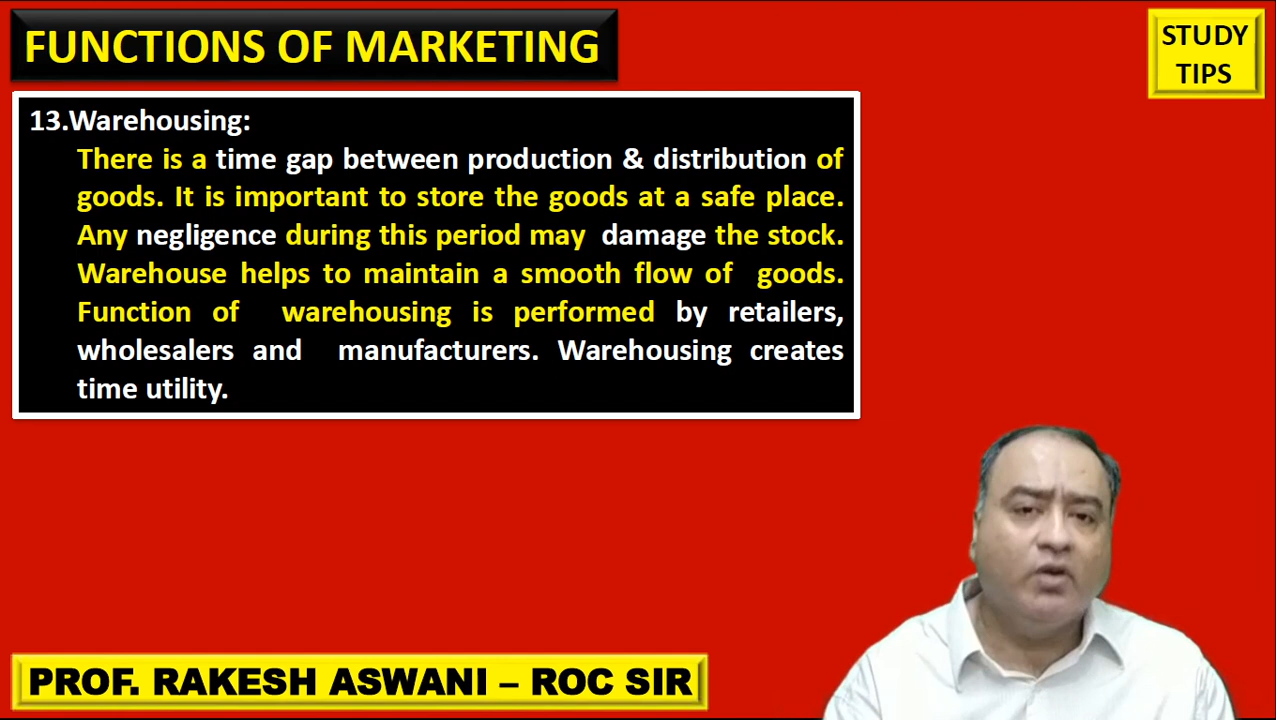 FUNCTIONS OF MARKETING
STUDY
TIPS
13.Warehousing:
There is a time gap between production & distribution of
goods. It is important to store the goods at a safe place.
Any negligence during this period may damage the stock.
Warehouse helps to maintain a smooth flow of goods.
Function of warehousing is performed by retailers,
wholesalers and manufacturers. Warehousing creates
time utility.
PROF. RAKESH ASWANI – ROC SIR